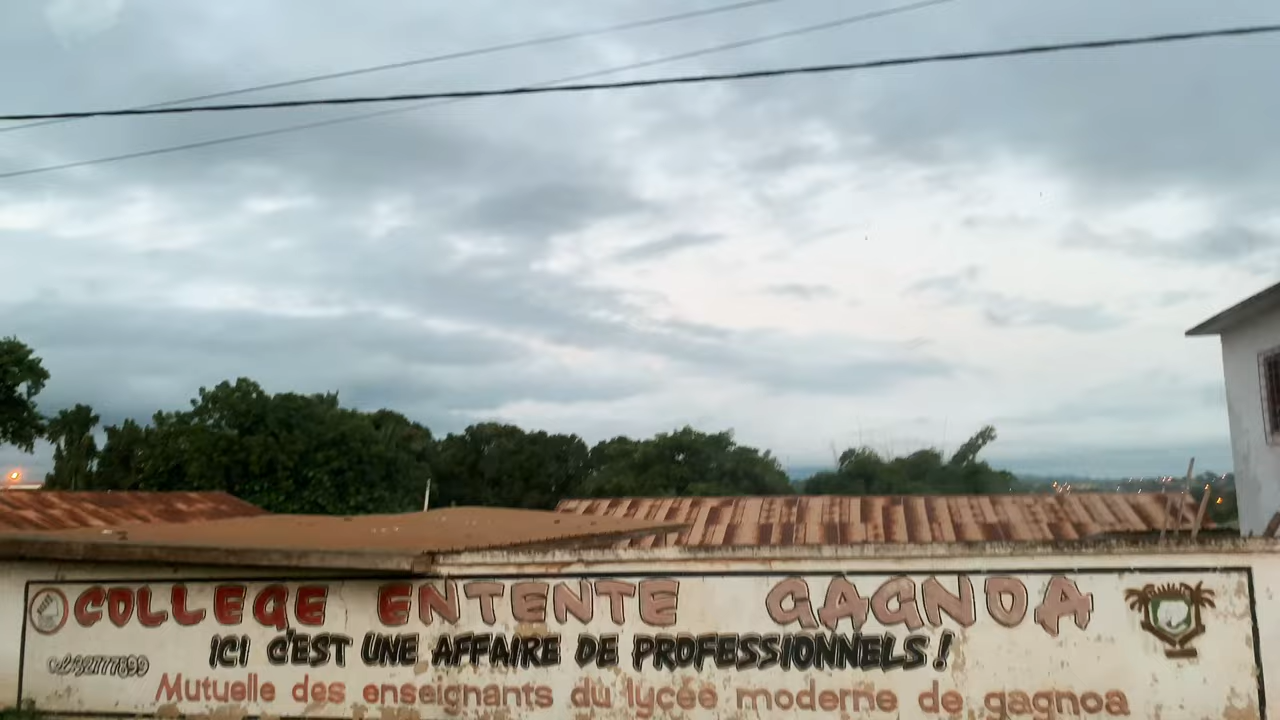 COLLEGE ENTENTE GAGNOA
ICI C'EST UNE AFFAIRE DE PROFESSIONNELS !
Mutuelle des enseignants du lycée moderne de gagnoa